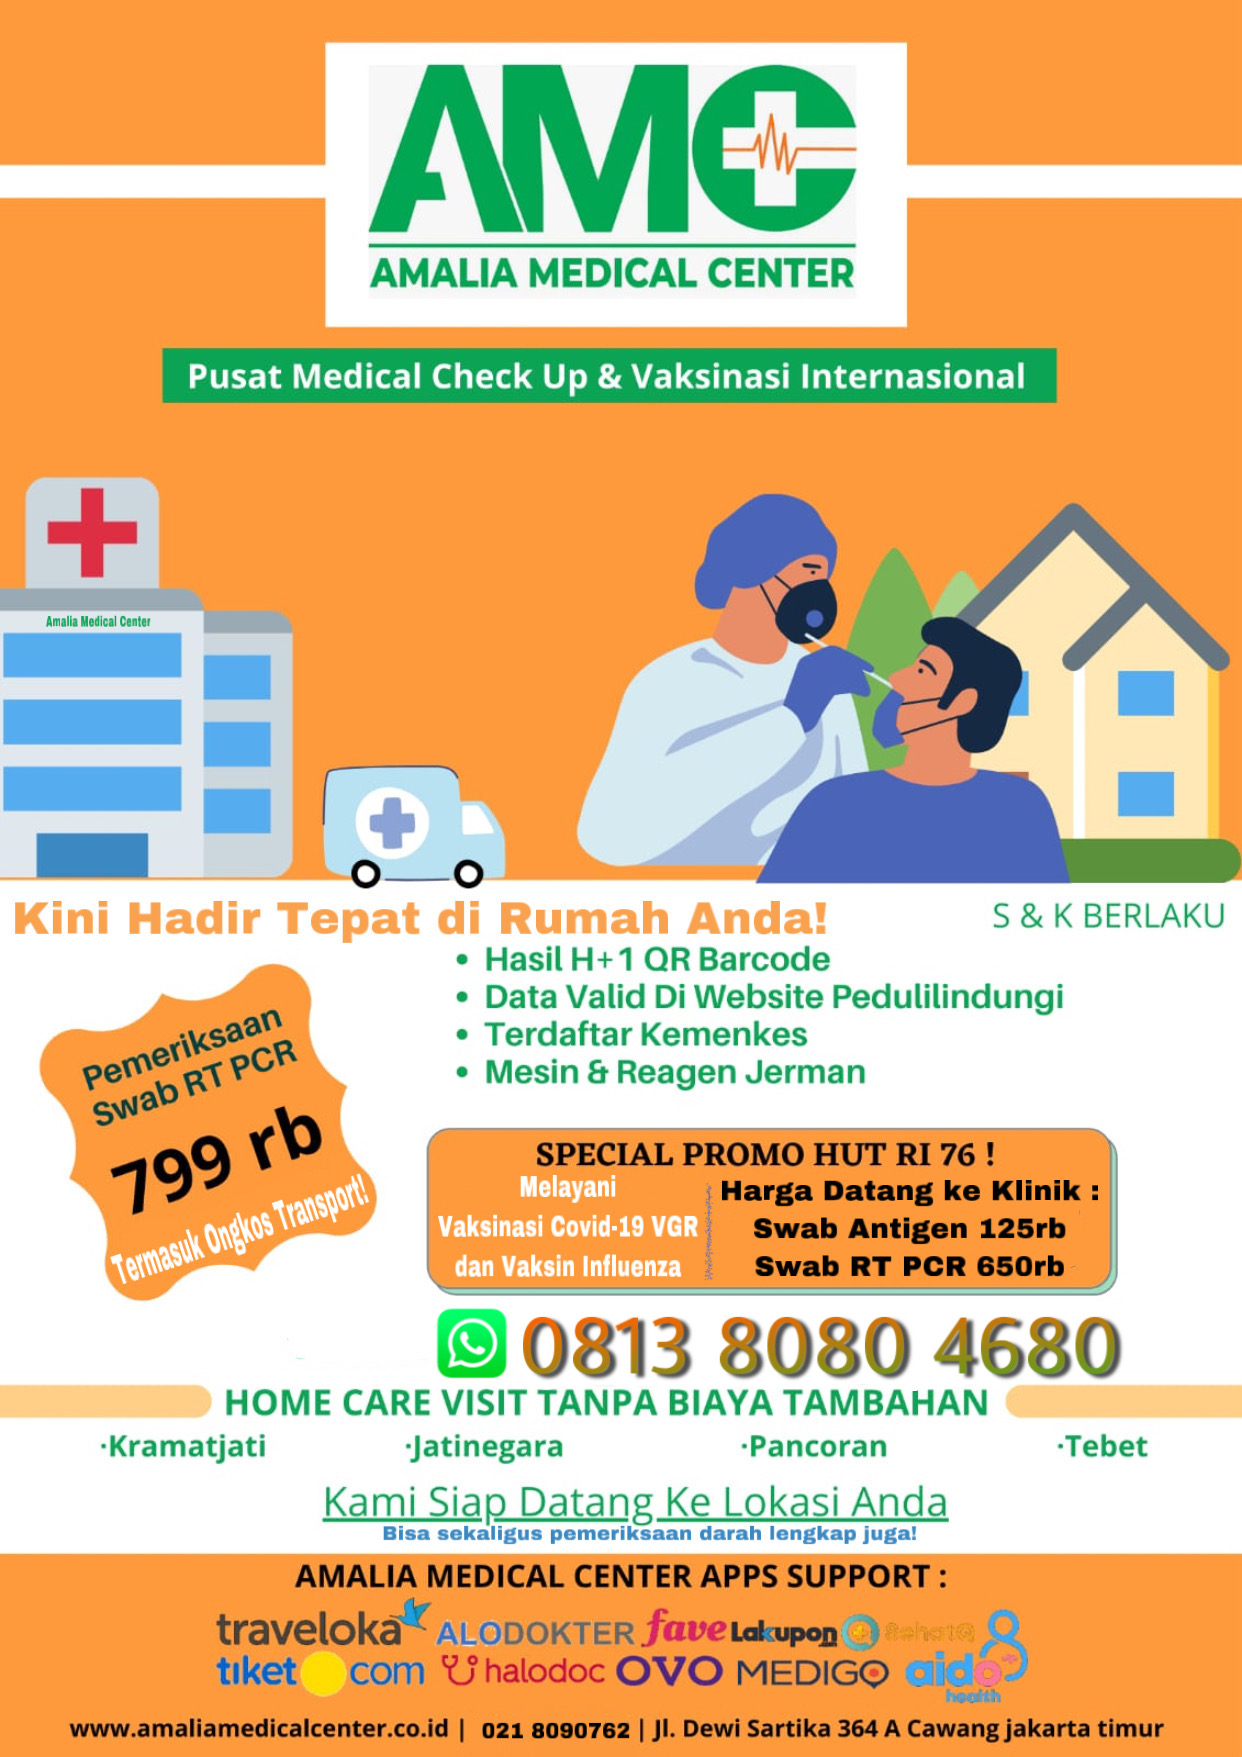 AMC
AMALIA MEDICAL CENTER
Pusat Medical Check Up & Vaksinasi Internasional
Amalia Medical Center
Kini Hadir Tepat di Rumah Anda!
S & K BERLAKU
• Hasil H+1 QR Barcode
• Data Valid Di Website Pedulilindungi
• Terdaftar Kemenkes
• Mesin & Reagen Jerman
Pemeriksaan
Swab RT PCR
799 rb
Termasuk Ongkos Transport!
SPECIAL PROMO HUT RI 76 !
Melayani
Vaksinasi Covid-19 VGR
dan Vaksin Influenza
Harga Datang ke Klinik :
Swab Antigen 125rb
Swab RT PCR 650rb
0813 8080 4680
HOME CARE VISIT TANPA BIAYA TAMBAHAN
·Kramatjati ·Jatinegara ·Pancoran ·Tebet
Kami Siap Datang Ke Lokasi Anda
Bisa sekaligus pemeriksaan darah lengkap juga!
AMALIA MEDICAL CENTER APPS SUPPORT :
traveloka ALODOKTER fave Lakupon SehatQ
tiket.com halodoc OVO MEDIGO aido health
www.amaliamedicalcenter.co.id | 021 8090762 | Jl. Dewi Sartika 364 A Cawang jakarta timur